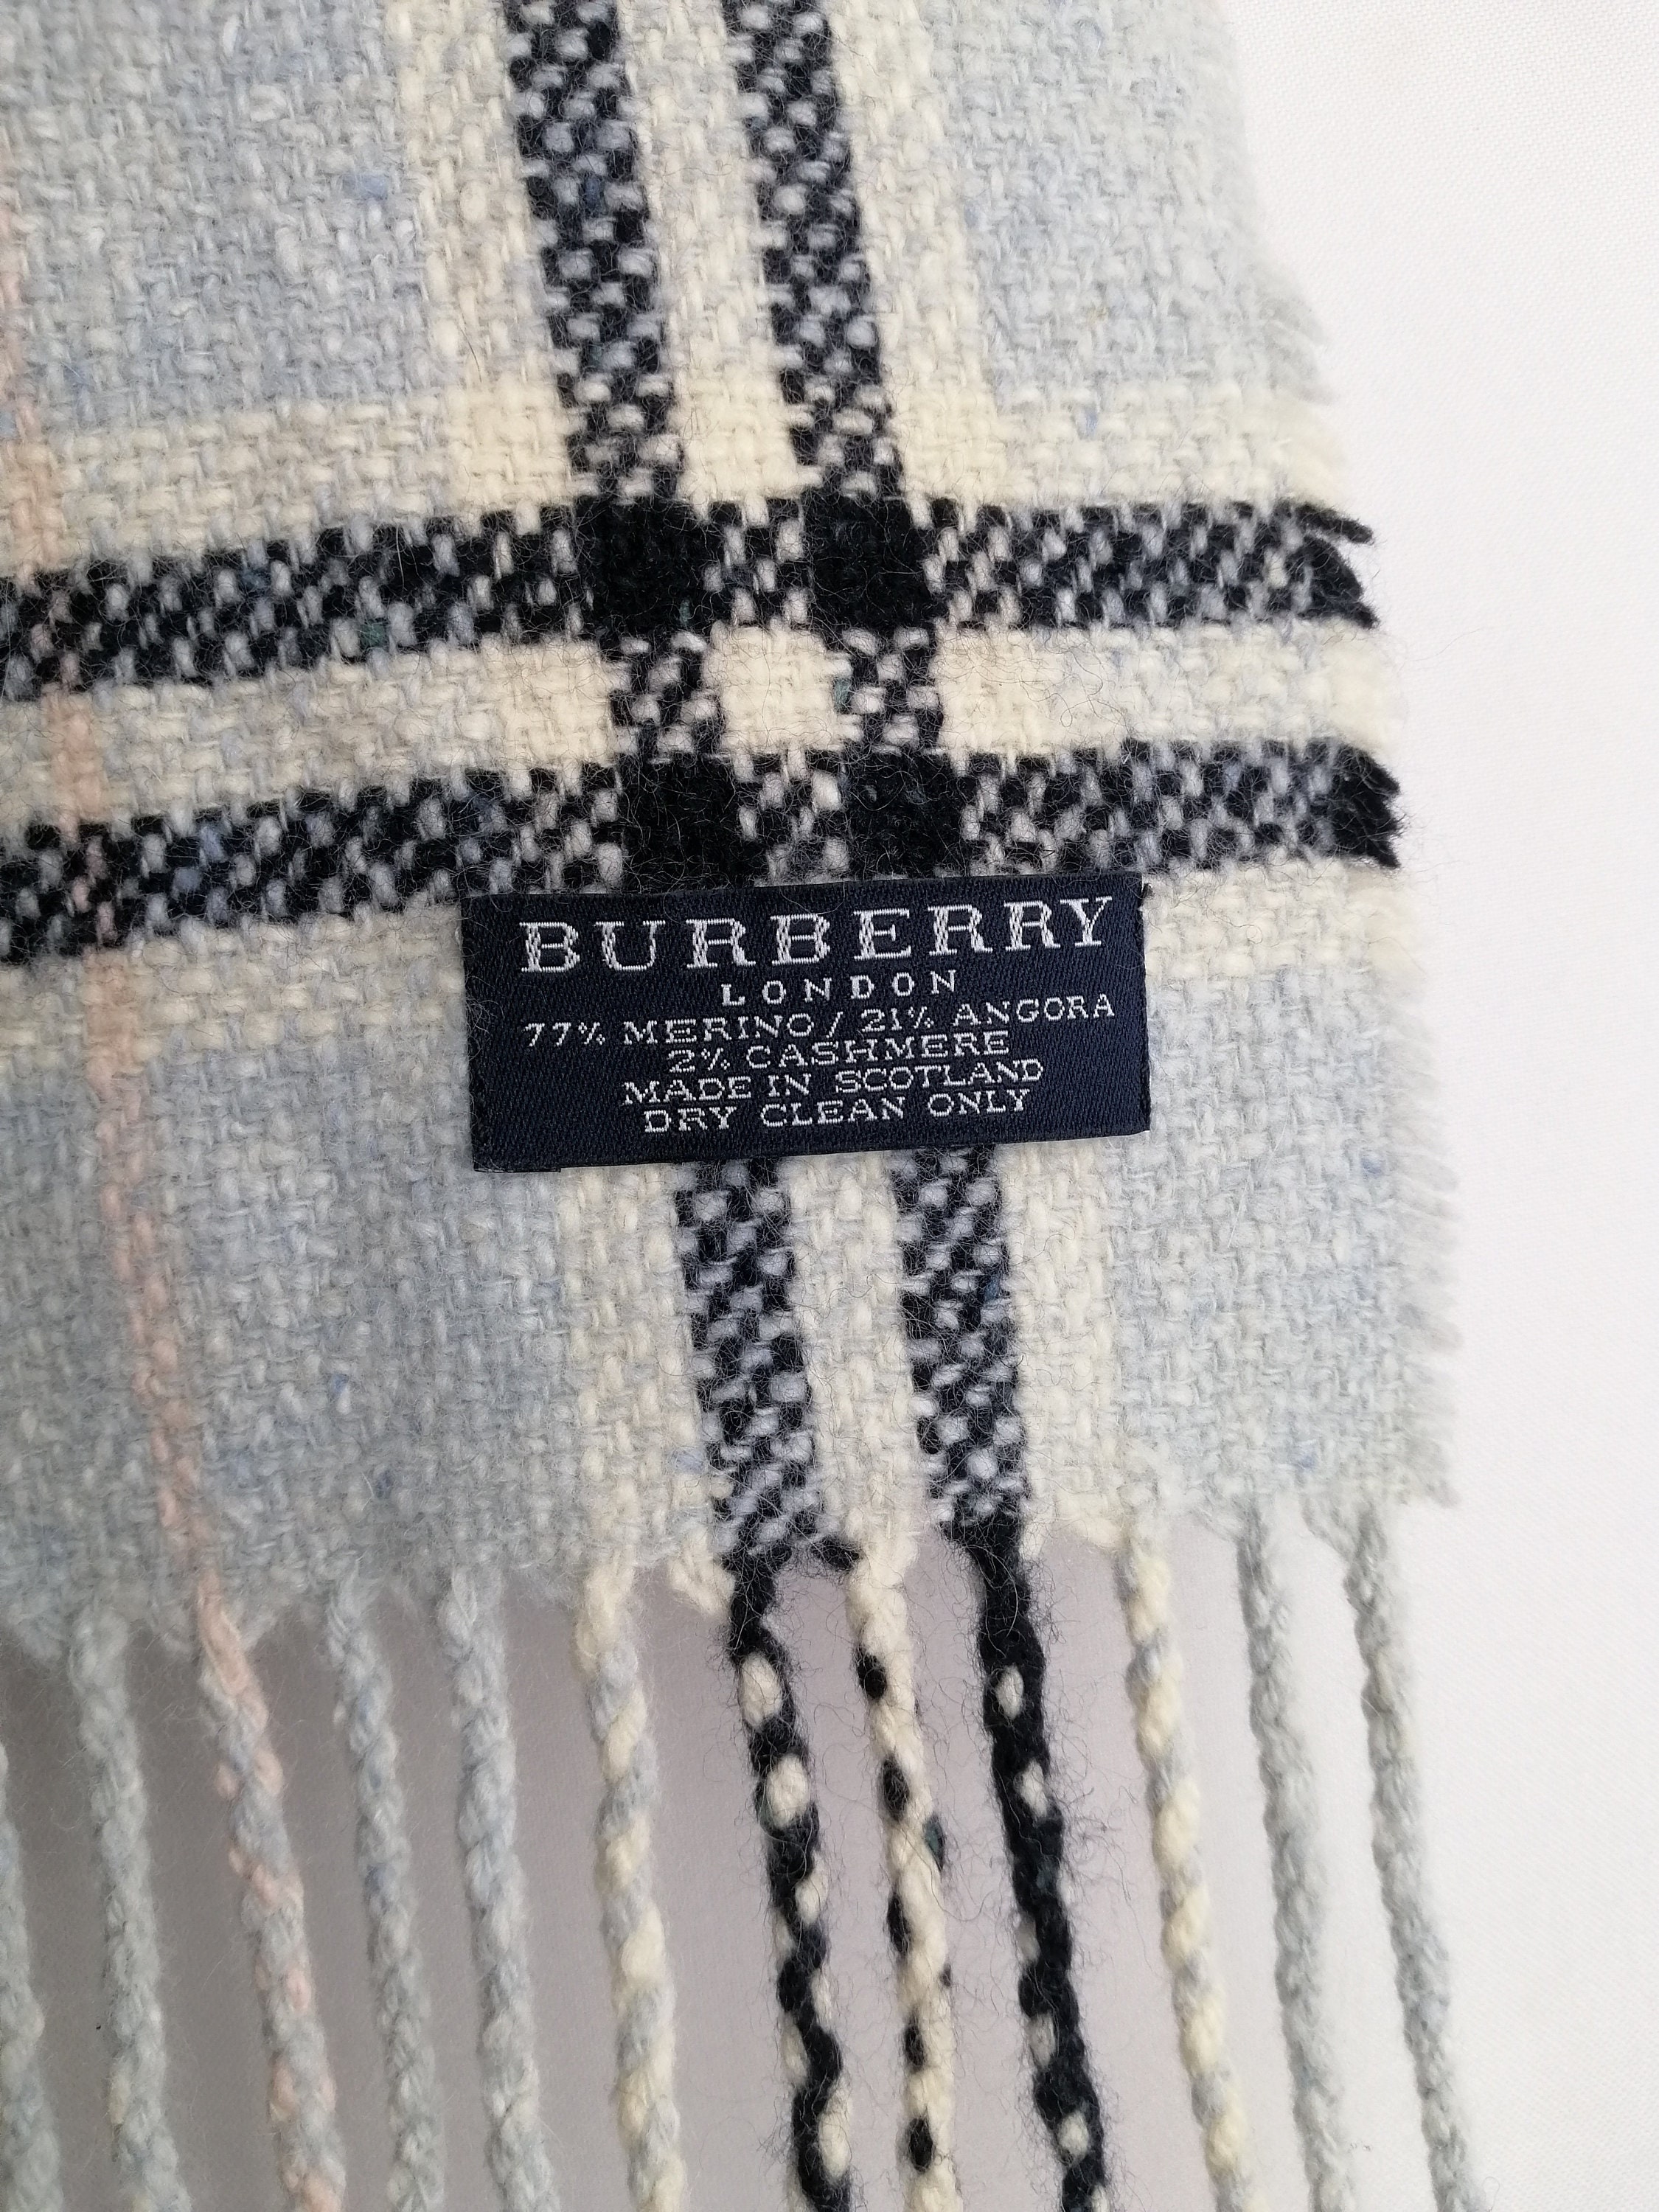 BURBERRY
LONDON
77% MERINO / 21% ANGORA
2% CASHMERE
MADE IN SCOTLAND
DRY CLEAN ONLY